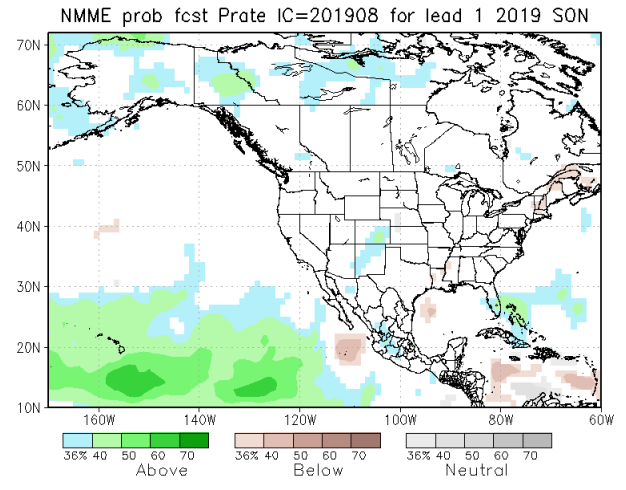 NMME prob fcst Prate IC=201908 for lead 1 2019 SON
70N
60N
50N
40N
30N
20N
10N
160W 140W 120W 100W 80W 60W
36% 40 50 60 70 36% 40 50 60 70 36% 40 50 60 70
Above Below Neutral